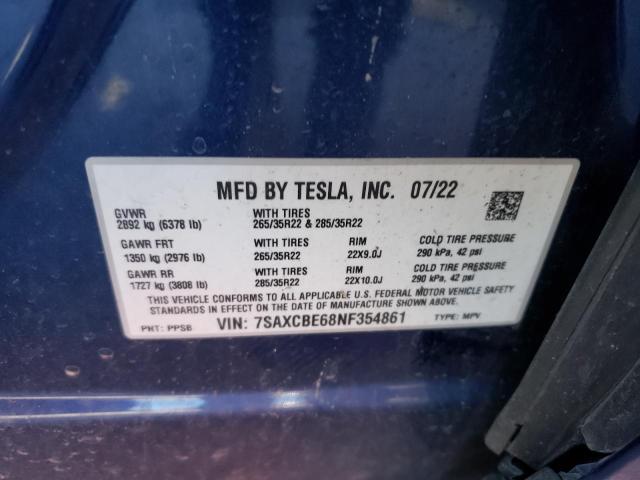 MFD BY TESLA, INC. 07/22
GVWR WITH TIRES
2892 kg (6378 lb) 265/35R22 & 285/35R22
GAWR FRT WITH TIRES RIM COLD TIRE PRESSURE
1350 kg (2976 lb) 265/35R22 22X9.0J 290 kPa, 42 psi
GAWR RR WITH TIRES RIM COLD TIRE PRESSURE
1727 kg (3808 lb) 285/35R22 22X10.0J 290 kPa, 42 psi
THIS VEHICLE CONFORMS TO ALL APPLICABLE U.S. FEDERAL MOTOR VEHICLE SAFETY
STANDARDS IN EFFECT ON THE DATE OF MANUFACTURE SHOWN ABOVE.
PNT: PPSB VIN: 7SAXCBE68NF354861 TYPE: MPV